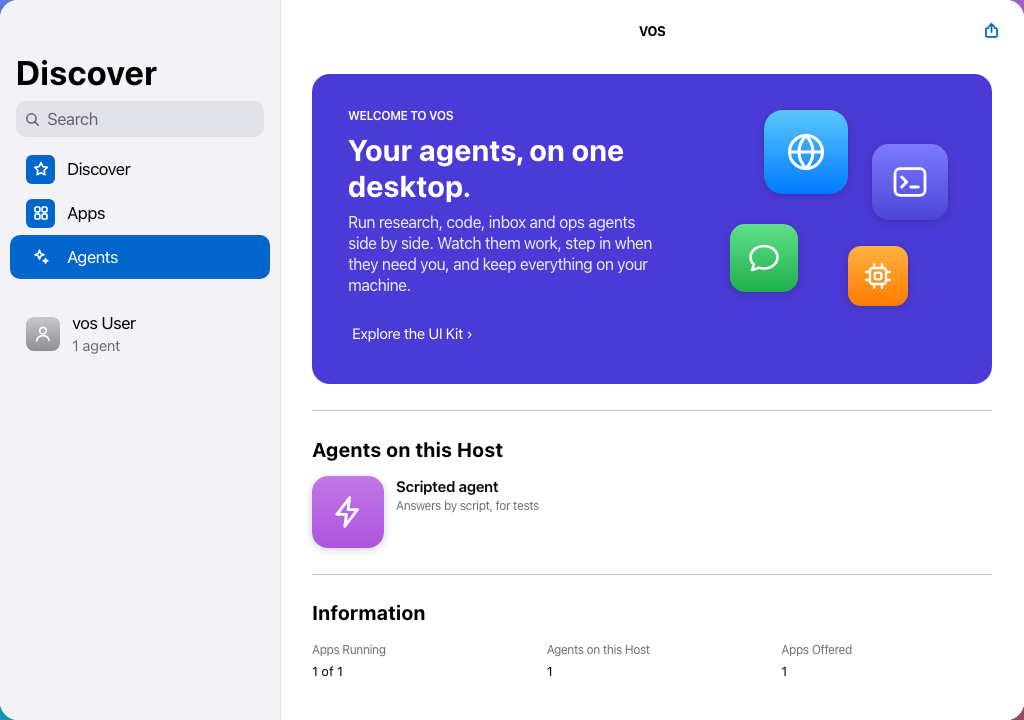 Discover
Search
Discover
Apps
Agents
vos User
1 agent
VOS
WELCOME TO VOS
Your agents, on one
desktop.
Run research, code, inbox and ops agents
side by side. Watch them work, step in when
they need you, and keep everything on your
machine.
Explore the UI Kit ›
Agents on this Host
Scripted agent
Answers by script, for tests
Information
Apps Running
1 of 1
Agents on this Host
1
Apps Offered
1